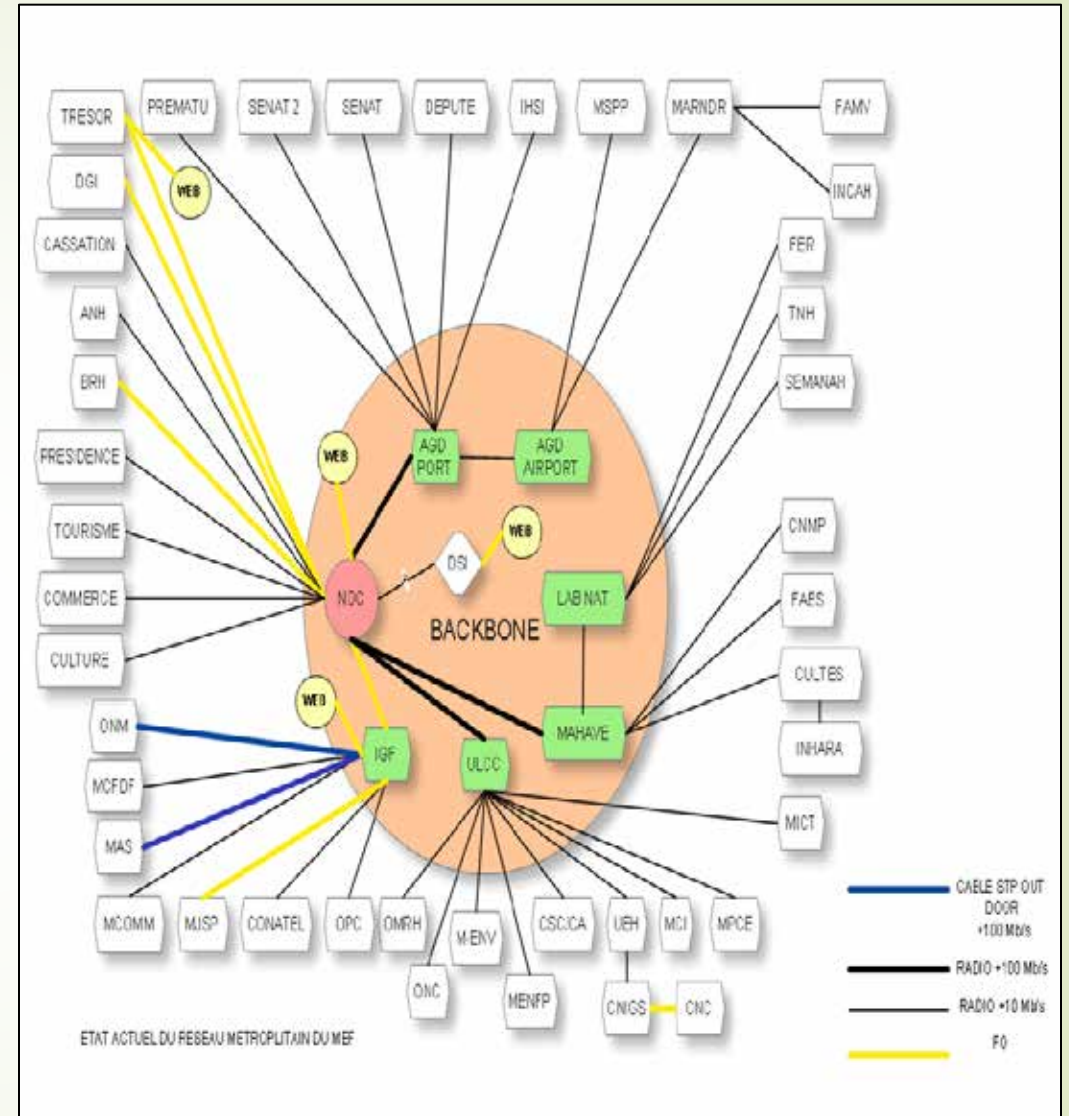 TRESOR
PREMATU
SENAT 2
SENAT
DEPUTE
IHSI
MSPP
MARNDR
FAMV
DGI
WEB
INCAH
CASSATION
FER
ANH
TNH
BRH
SEMANAH
PRESIDENCE
AGD
PORT
AGD
AIRPORT
WEB
WEB
CNMP
TOURISME
DSI
COMMERCE
NOC
LAB NAT
FAES
BACKBONE
CULTURE
CULTES
WEB
ONM
IGF
ULCC
MAHAVE
INHARA
MCFDF
MICT
MAS
MCOMM
MJSP
CONATEL
OPC
OMRH
M-ENV
CSC/CA
UEH
MCI
MPCE
ONC
MENFP
CNIGS
CNC
CABLE STP OUT
DOOR
+100 Mb/s
RADIO +100 Mb/s
RADIO +10 Mb/s
FO
ETAT ACTUEL DU RESEAU METROPLITAIN DU MEF